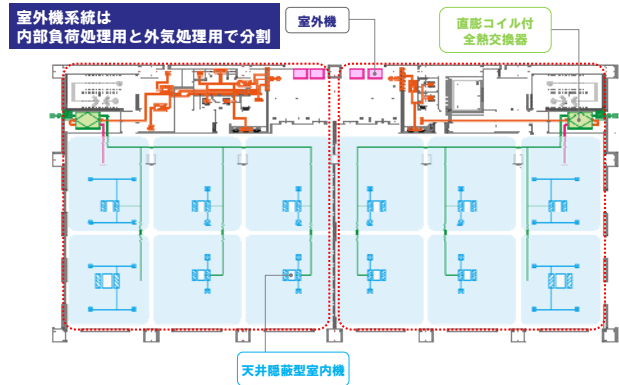 室外機系統は
内部負荷処理用と外気処理用で分割
室外機
直膨コイル付
全熱交換器
天井隠蔽型室内機